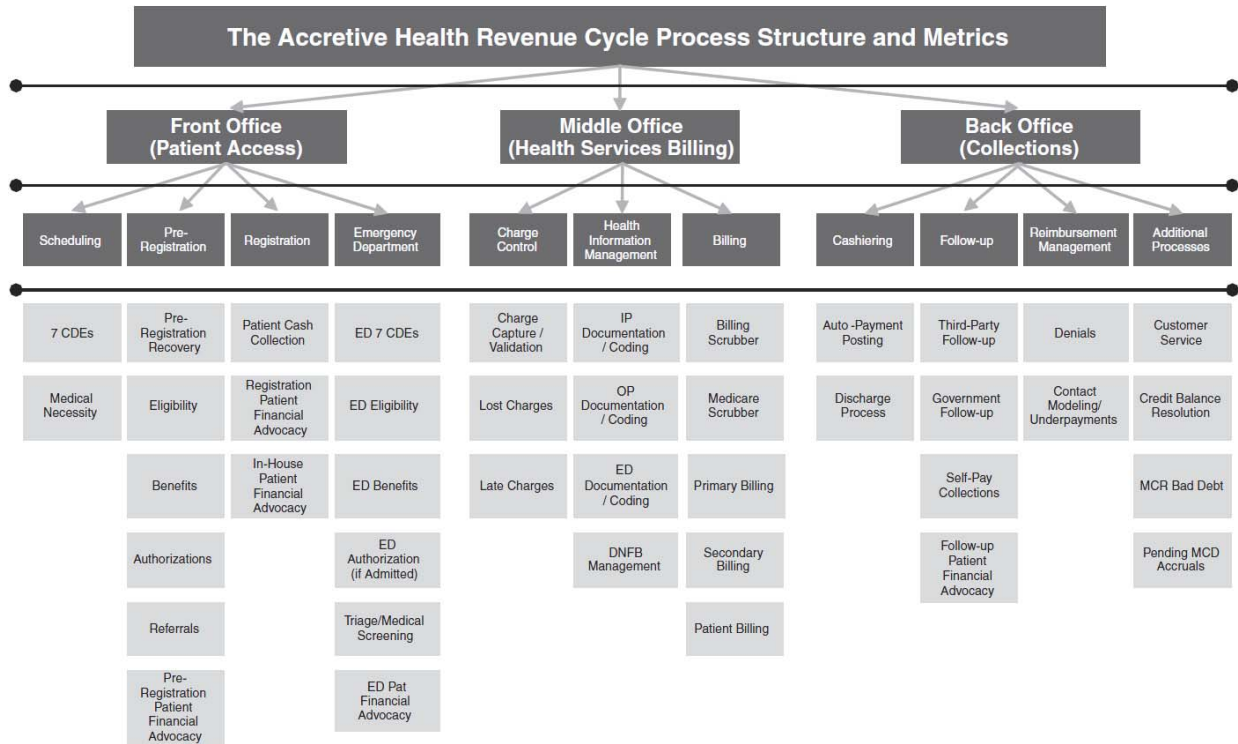 The Accretive Health Revenue Cycle Process Structure and Metrics
Front Office
(Patient Access)
Middle Office
(Health Services Billing)
Back Office
(Collections)
Scheduling
Pre-
Registration
Registration
Emergency
Department
Charge
Control
Health
Information
Management
Billing
Cashiering
Follow-up
Reimbursement
Management
Additional
Processes
7 CDEs
Pre-
Registration
Recovery
Patient Cash
Collection
ED 7 CDEs
Charge
Capture /
Validation
IP
Documentation
/ Coding
Billing
Scrubber
Auto -Payment
Posting
Third-Party
Follow-up
Denials
Customer
Service
Medical
Necessity
Eligibility
Registration
Patient
Financial
Advocacy
ED Eligibility
Lost Charges
OP
Documentation
/ Coding
Medicare
Scrubber
Discharge
Process
Government
Follow-up
Contact
Modeling/
Underpayments
Credit Balance
Resolution
Benefits
In-House
Patient
Financial
Advocacy
ED Benefits
Late Charges
ED
Documentation
/ Coding
Primary Billing
Self-Pay
Collections
MCR Bad Debt
Authorizations
ED
Authorization
(if Admitted)
DNFB
Management
Secondary
Billing
Follow-up
Patient
Financial
Advocacy
Pending MCD
Accruals
Referrals
Triage/Medical
Screening
Patient Billing
Pre-
Registration
Patient
Financial
Advocacy
ED Pat
Financial
Advocacy